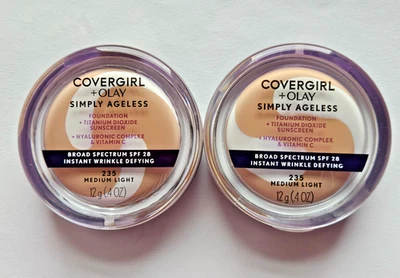 COVERGIRL
+ OLAY
SIMPLY AGELESS
FOUNDATION
+ TITANIUM DIOXIDE
SUNSCREEN
+ HYALURONIC COMPLEX
& VITAMIN C
BROAD SPECTRUM SPF 28
INSTANT WRINKLE DEFYING
235
MEDIUM LIGHT
12 g (.4 OZ)
COVERGIRL
+ OLAY
SIMPLY AGELESS
FOUNDATION
+ TITANIUM DIOXIDE
SUNSCREEN
+ HYALURONIC COMPLEX
& VITAMIN C
BROAD SPECTRUM SPF 28
INSTANT WRINKLE DEFYING
235
MEDIUM LIGHT
12g (.4 OZ)